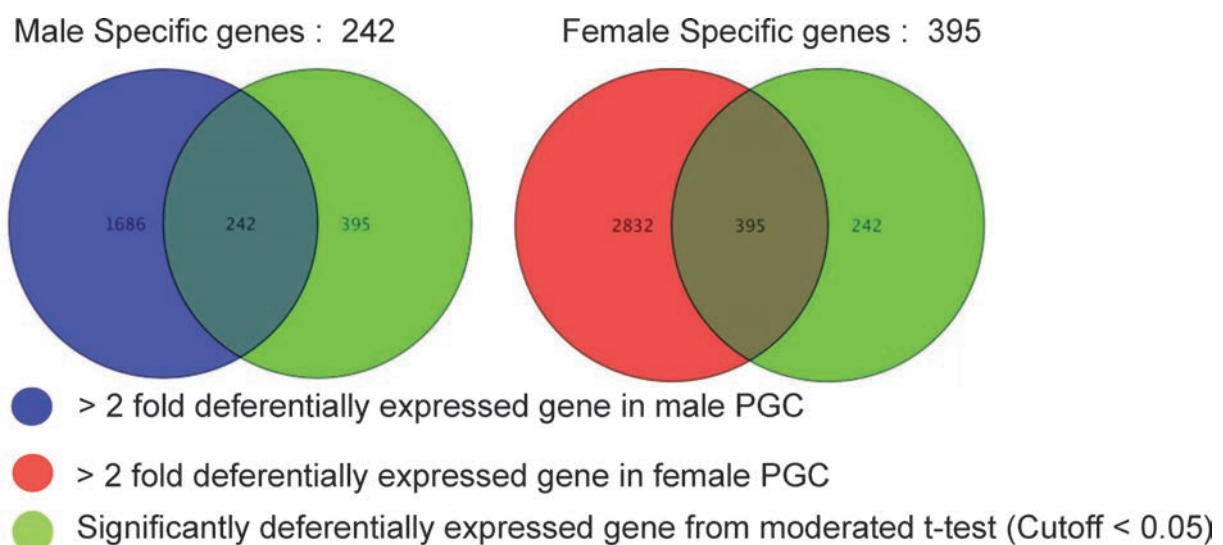 Male Specific genes : 242
Female Specific genes : 395
1686 242 395
2832 395 242
> 2 fold deferentially expressed gene in male PGC
> 2 fold deferentially expressed gene in female PGC
Significantly deferentially expressed gene from moderated t-test (Cutoff < 0.05)